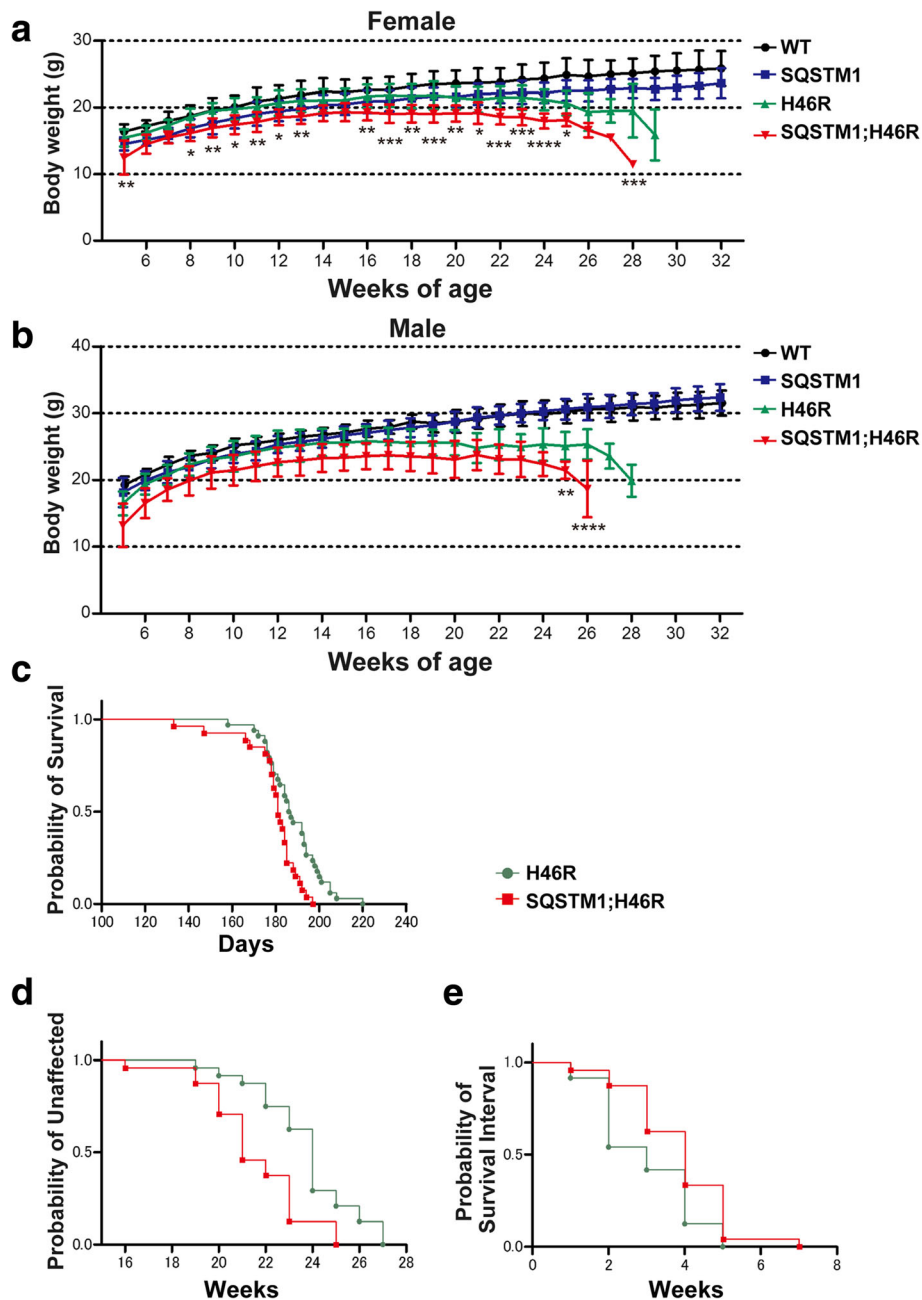 a
Female
Body weight (g)
30
20
10
0
6 8 10 12 14 16 18 20 22 24 26 28 30 32
Weeks of age
** * ** * ** * ** ** *** ** *** ** * *** *** **** * ***
WT
SQSTM1
H46R
SQSTM1;H46R
b
Male
Body weight (g)
40
30
20
10
0
6 8 10 12 14 16 18 20 22 24 26 28 30 32
Weeks of age
** ****
WT
SQSTM1
H46R
SQSTM1;H46R
c
Probability of Survival
1.0
0.5
0.0
100 120 140 160 180 200 220 240
Days
H46R
SQSTM1;H46R
d
Probability of Unaffected
1.0
0.5
0.0
16 18 20 22 24 26 28
Weeks
e
Probability of
Survival Interval
1.0
0.5
0.0
0 2 4 6 8
Weeks